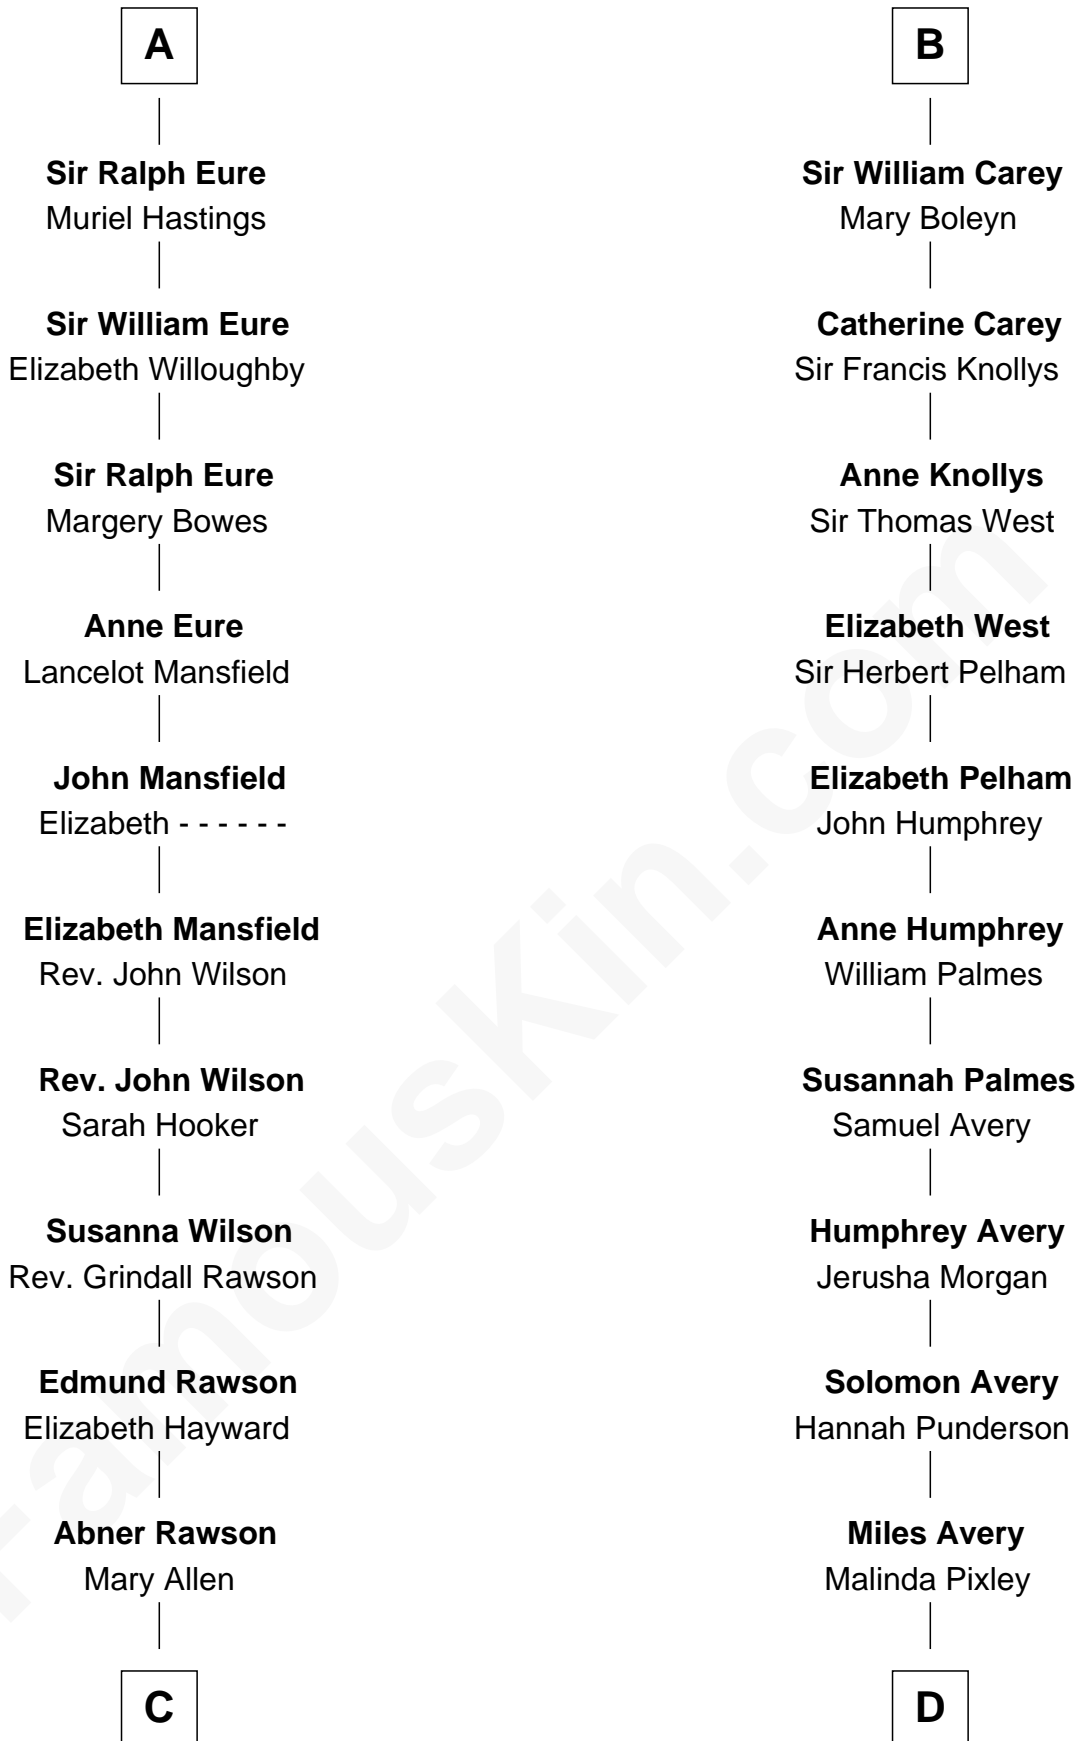 A
Sir Ralph Eure
Muriel Hastings
Sir William Eure
Elizabeth Willoughby
Sir Ralph Eure
Margery Bowes
Anne Eure
Lancelot Mansfield
John Mansfield
Elizabeth - - - - - -
Elizabeth Mansfield
Rev. John Wilson
Rev. John Wilson
Sarah Hooker
Susanna Wilson
Rev. Grindall Rawson
Edmund Rawson
Elizabeth Hayward
Abner Rawson
Mary Allen
C
B
Sir William Carey
Mary Boleyn
Catherine Carey
Sir Francis Knollys
Anne Knollys
Sir Thomas West
Elizabeth West
Sir Herbert Pelham
Elizabeth Pelham
John Humphrey
Anne Humphrey
William Palmes
Susannah Palmes
Samuel Avery
Humphrey Avery
Jerusha Morgan
Solomon Avery
Hannah Punderson
Miles Avery
Malinda Pixley
D
FamousKin.com